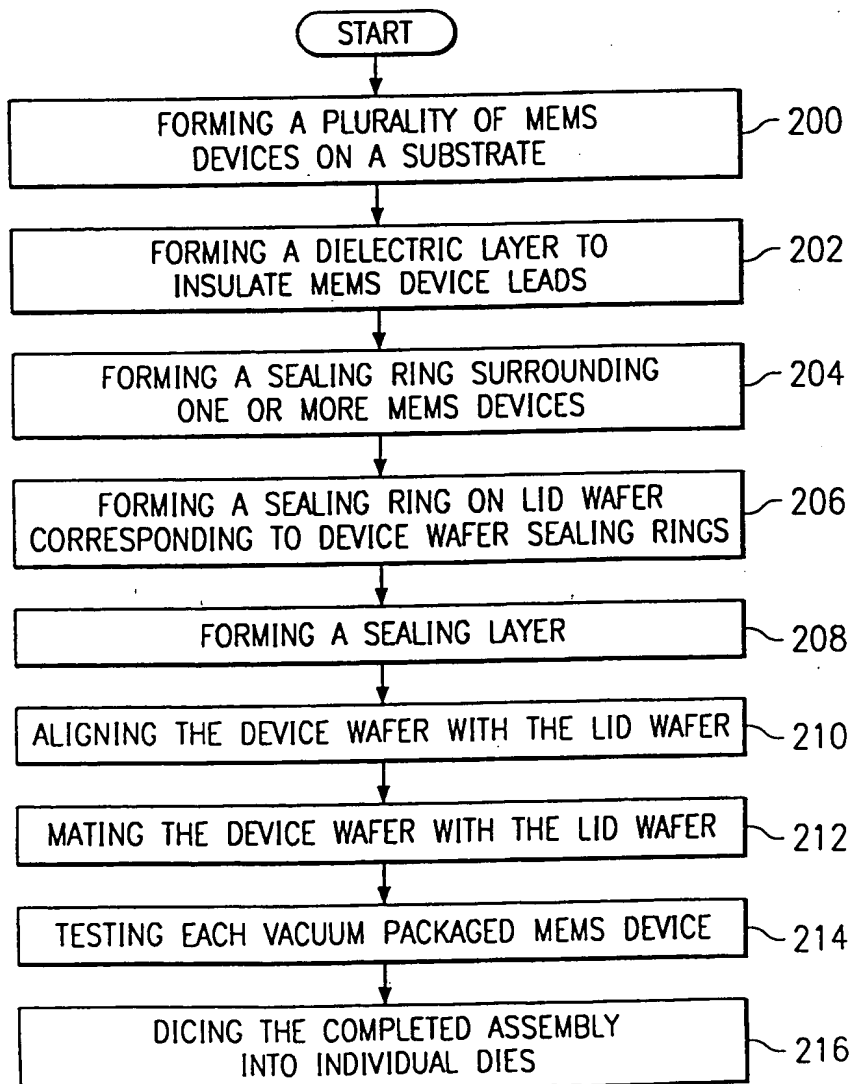 START
FORMING A PLURALITY OF MEMS
DEVICES ON A SUBSTRATE
200
FORMING A DIELECTRIC LAYER TO
INSULATE MEMS DEVICE LEADS
202
FORMING A SEALING RING SURROUNDING
ONE OR MORE MEMS DEVICES
204
FORMING A SEALING RING ON LID WAFER
CORRESPONDING TO DEVICE WAFER SEALING RINGS
206
FORMING A SEALING LAYER
208
ALIGNING THE DEVICE WAFER WITH THE LID WAFER
210
MATING THE DEVICE WAFER WITH THE LID WAFER
212
TESTING EACH VACUUM PACKAGED MEMS DEVICE
214
DICING THE COMPLETED ASSEMBLY
INTO INDIVIDUAL DIES
216